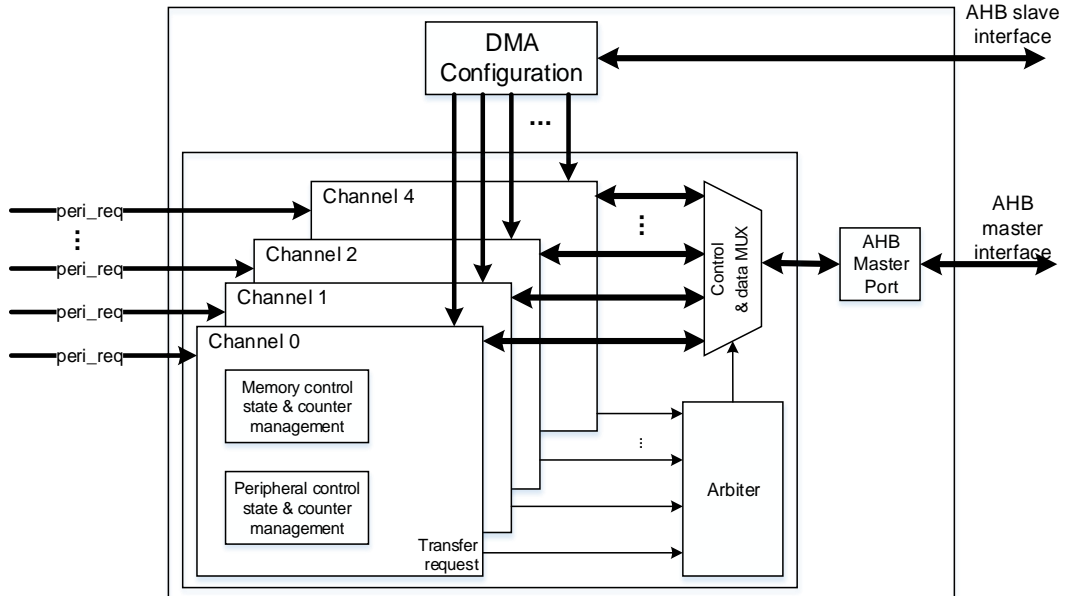 AHB slave
interface
DMA
Configuration
...
Channel 4
peri_req
...
...
AHB
master
interface
peri_req
Channel 2
Control
& data MUX
AHB
Master
Port
Channel 1
peri_req
Channel 0
peri_req
Memory control
state & counter
management
...
Peripheral control
state & counter
management
Arbiter
Transfer
request